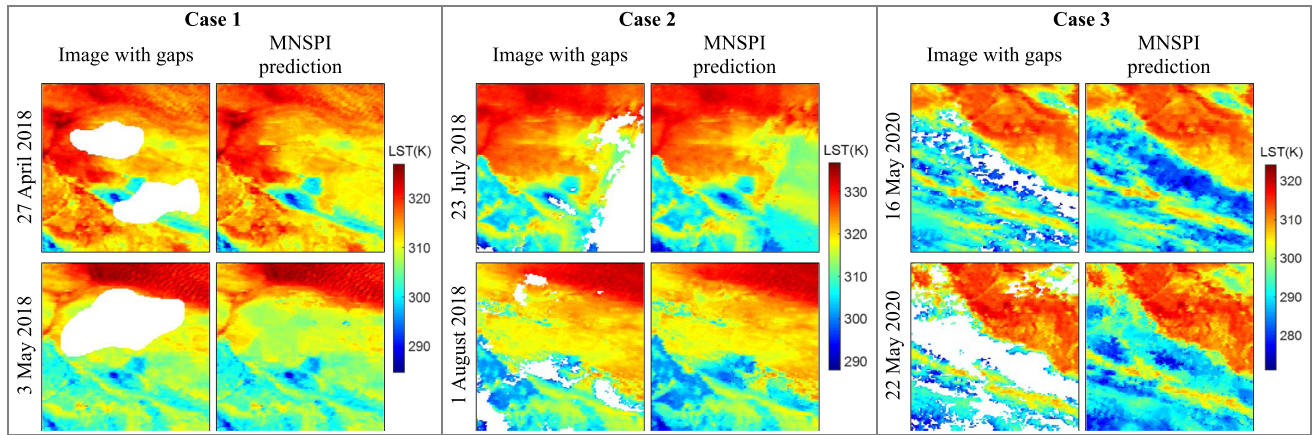 Case 1
Image with gaps
MNSPI
prediction
27 April 2018
3 May 2018
LST(K)
320
310
300
290
Case 2
Image with gaps
MNSPI
prediction
23 July 2018
1 August 2018
LST(K)
330
320
310
300
290
Case 3
Image with gaps
MNSPI
prediction
16 May 2020
22 May 2020
LST(K)
320
310
300
290
280